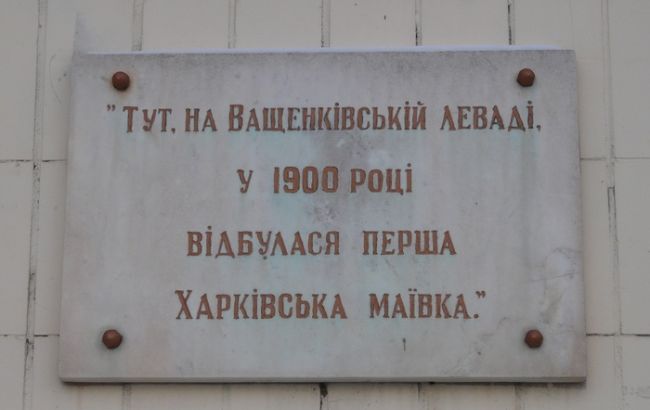 "Тут, на Ващенківській леваді,
у 1900 році
відбулася перша
Харківська маївка."